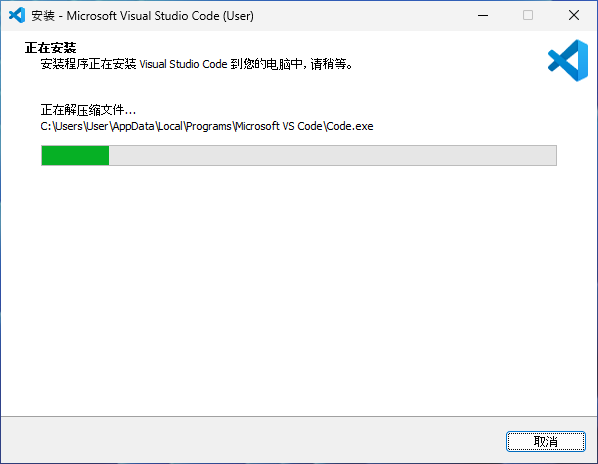 安装 - Microsoft Visual Studio Code (User)
正在安装
安装程序正在安装 Visual Studio Code 到您的电脑中，请稍等。
正在解压缩文件...
C:\Users\User\AppData\Local\Programs\Microsoft VS Code\Code.exe
取消